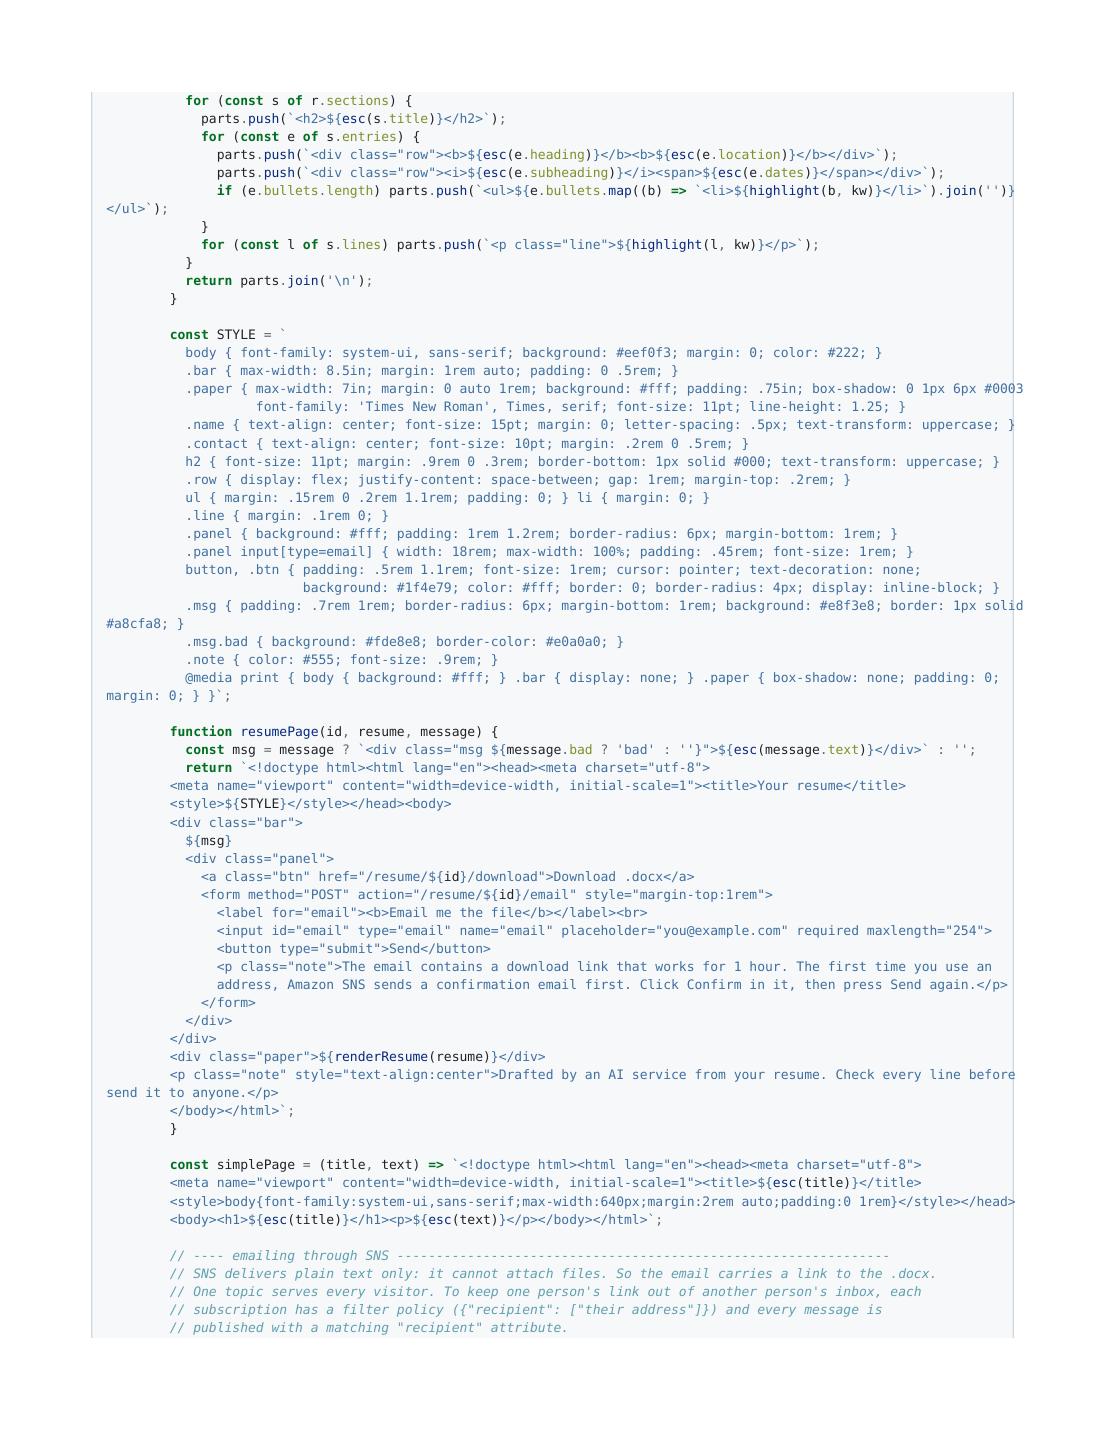 for (const s of r.sections) {
parts.push(`<h2>${esc(s.title)}</h2>`);
for (const e of s.entries) {
parts.push(`<div class="row"><b>${esc(e.heading)}</b><b>${esc(e.location)}</b></div>`);
parts.push(`<div class="row"><i>${esc(e.subheading)}</i><span>${esc(e.dates)}</span></div>`);
if (e.bullets.length) parts.push(`<ul>${e.bullets.map((b) => `<li>${highlight(b, kw)}</li>`).join('')}
</ul>`);
}
for (const l of s.lines) parts.push(`<p class="line">${highlight(l, kw)}</p>`);
}
return parts.join('\n');
}
const STYLE = `
body { font-family: system-ui, sans-serif; background: #eef0f3; margin: 0; color: #222; }
.bar { max-width: 8.5in; margin: 1rem auto; padding: 0 .5rem; }
.paper { max-width: 7in; margin: 0 auto 1rem; background: #fff; padding: .75in; box-shadow: 0 1px 6px #0003
font-family: 'Times New Roman', Times, serif; font-size: 11pt; line-height: 1.25; }
.name { text-align: center; font-size: 15pt; margin: 0; letter-spacing: .5px; text-transform: uppercase; }
.contact { text-align: center; font-size: 10pt; margin: .2rem 0 .5rem; }
h2 { font-size: 11pt; margin: .9rem 0 .3rem; border-bottom: 1px solid #000; text-transform: uppercase; }
.row { display: flex; justify-content: space-between; gap: 1rem; margin-top: .2rem; }
ul { margin: .15rem 0 .2rem 1.1rem; padding: 0; } li { margin: 0; }
.line { margin: .1rem 0; }
.panel { background: #fff; padding: 1rem 1.2rem; border-radius: 6px; margin-bottom: 1rem; }
.panel input[type=email] { width: 18rem; max-width: 100%; padding: .45rem; font-size: 1rem; }
button, .btn { padding: .5rem 1.1rem; font-size: 1rem; cursor: pointer; text-decoration: none;
background: #1f4e79; color: #fff; border: 0; border-radius: 4px; display: inline-block; }
.msg { padding: .7rem 1rem; border-radius: 6px; margin-bottom: 1rem; background: #e8f3e8; border: 1px solid
#a8cfa8; }
.msg.bad { background: #fde8e8; border-color: #e0a0a0; }
.note { color: #555; font-size: .9rem; }
@media print { body { background: #fff; } .bar { display: none; } .paper { box-shadow: none; padding: 0;
margin: 0; } }`;
function resumePage(id, resume, message) {
const msg = message ? `<div class="msg ${message.bad ? 'bad' : ''}">${esc(message.text)}</div>` : '';
return `<!doctype html><html lang="en"><head><meta charset="utf-8">
<meta name="viewport" content="width=device-width, initial-scale=1"><title>Your resume</title>
<style>${STYLE}</style></head><body>
<div class="bar">
${msg}
<div class="panel">
<a class="btn" href="/resume/${id}/download">Download .docx</a>
<form method="POST" action="/resume/${id}/email" style="margin-top:1rem">
<label for="email"><b>Email me the file</b></label><br>
<input id="email" type="email" name="email" placeholder="you@example.com" required maxlength="254">
<button type="submit">Send</button>
<p class="note">The email contains a download link that works for 1 hour. The first time you use an
address, Amazon SNS sends a confirmation email first. Click Confirm in it, then press Send again.</p>
</form>
</div>
</div>
<div class="paper">${renderResume(resume)}</div>
<p class="note" style="text-align:center">Drafted by an AI service from your resume. Check every line before
send it to anyone.</p>
</body></html>`;
}
const simplePage = (title, text) => `<!doctype html><html lang="en"><head><meta charset="utf-8">
<meta name="viewport" content="width=device-width, initial-scale=1"><title>${esc(title)}</title>
<style>body{font-family:system-ui,sans-serif;max-width:640px;margin:2rem auto;padding:0 1rem}</style></head>
<body><h1>${esc(title)}</h1><p>${esc(text)}</p></body></html>`;
// ---- emailing through SNS ---------------------------------------------------------------
// SNS delivers plain text only: it cannot attach files. So the email carries a link to the .docx.
// One topic serves every visitor. To keep one person's link out of another person's inbox, each
// subscription has a filter policy ({"recipient": ["their address"]}) and every message is
// published with a matching "recipient" attribute.